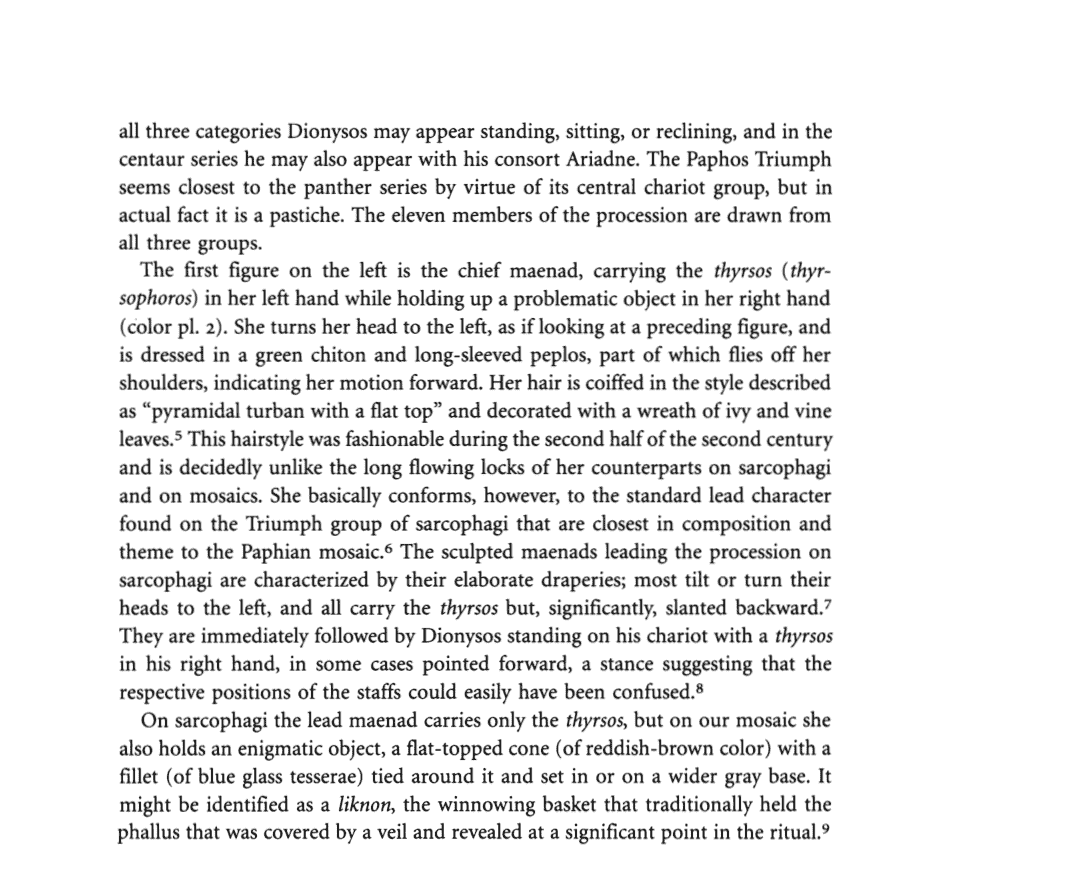 all three categories Dionysos may appear standing, sitting, or reclining, and in the
centaur series he may also appear with his consort Ariadne. The Paphos Triumph
seems closest to the panther series by virtue of its central chariot group, but in
actual fact it is a pastiche. The eleven members of the procession are drawn from
all three groups.
The first figure on the left is the chief maenad, carrying the thyrsos (thyr-
sophoros) in her left hand while holding up a problematic object in her right hand
(color pl. 2). She turns her head to the left, as if looking at a preceding figure, and
is dressed in a green chiton and long-sleeved peplos, part of which flies off her
shoulders, indicating her motion forward. Her hair is coiffed in the style described
as “pyramidal turban with a flat top” and decorated with a wreath of ivy and vine
leaves.⁵ This hairstyle was fashionable during the second half of the second century
and is decidedly unlike the long flowing locks of her counterparts on sarcophagi
and on mosaics. She basically conforms, however, to the standard lead character
found on the Triumph group of sarcophagi that are closest in composition and
theme to the Paphian mosaic.⁶ The sculpted maenads leading the procession on
sarcophagi are characterized by their elaborate draperies; most tilt or turn their
heads to the left, and all carry the thyrsos but, significantly, slanted backward.⁷
They are immediately followed by Dionysos standing on his chariot with a thyrsos
in his right hand, in some cases pointed forward, a stance suggesting that the
respective positions of the staffs could easily have been confused.⁸
On sarcophagi the lead maenad carries only the thyrsos, but on our mosaic she
also holds an enigmatic object, a flat-topped cone (of reddish-brown color) with a
fillet (of blue glass tesserae) tied around it and set in or on a wider gray base. It
might be identified as a liknon, the winnowing basket that traditionally held the
phallus that was covered by a veil and revealed at a significant point in the ritual.⁹